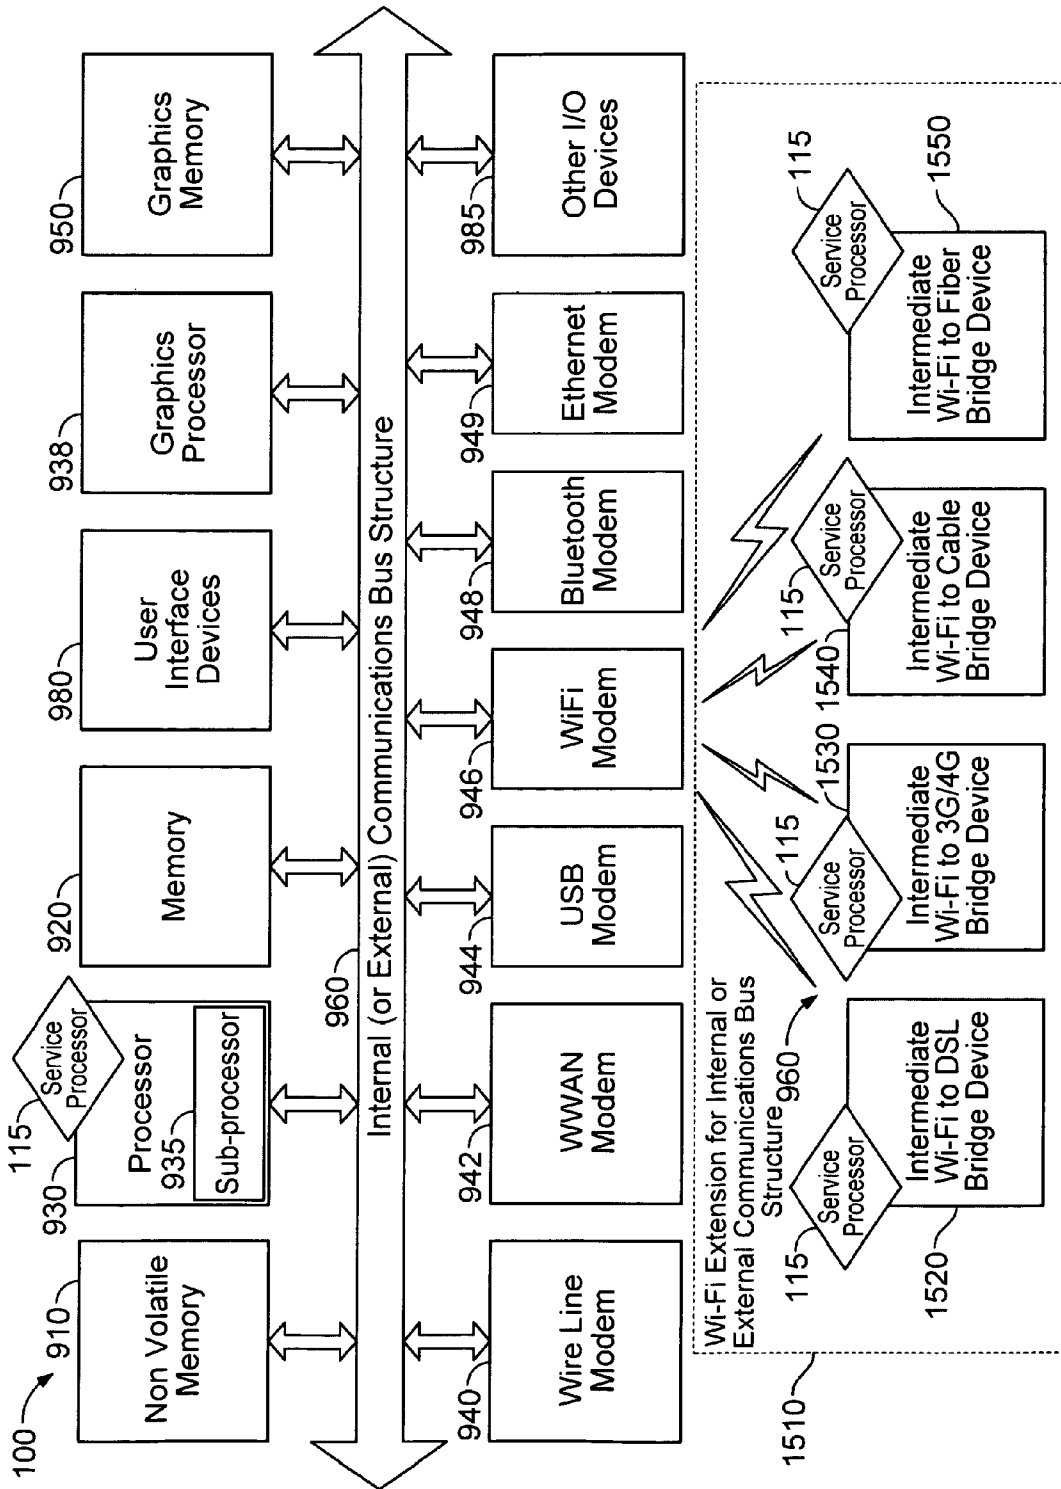 100
910
Non Volatile
Memory
930
115
Service
Processor
Processor
935
Sub-processor
920
Memory
980
User
Interface
Devices
938
Graphics
Processor
950
Graphics
Memory
960
Internal (or External) Communications Bus Structure
940
Wire Line
Modem
942
WWAN
Modem
944
USB
Modem
946
WiFi
Modem
948
Bluetooth
Modem
949
Ethernet
Modem
985
Other I/O
Devices
1510
Wi-Fi Extension for Internal or
External Communications Bus
Structure
960
115
Service
Processor
1520
Intermediate
Wi-Fi to DSL
Bridge Device
115
Service
Processor
1530
Intermediate
Wi-Fi to 3G/4G
Bridge Device
115
Service
Processor
1540
Intermediate
Wi-Fi to Cable
Bridge Device
115
Service
Processor
1550
Intermediate
Wi-Fi to Fiber
Bridge Device